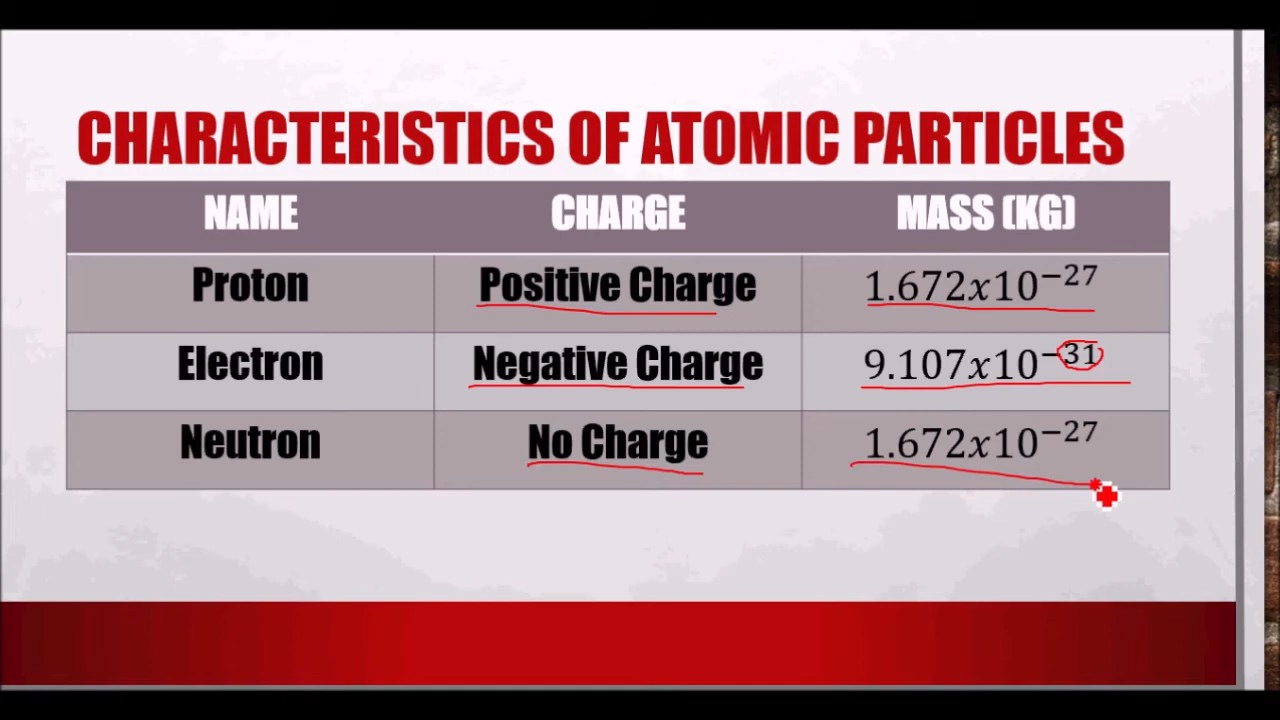 CHARACTERISTICS OF ATOMIC PARTICLES
NAME CHARGE MASS (KG)
Proton Positive Charge 1.672x10⁻²⁷
Electron Negative Charge 9.107x10⁻³¹
Neutron No Charge 1.672x10⁻²⁷